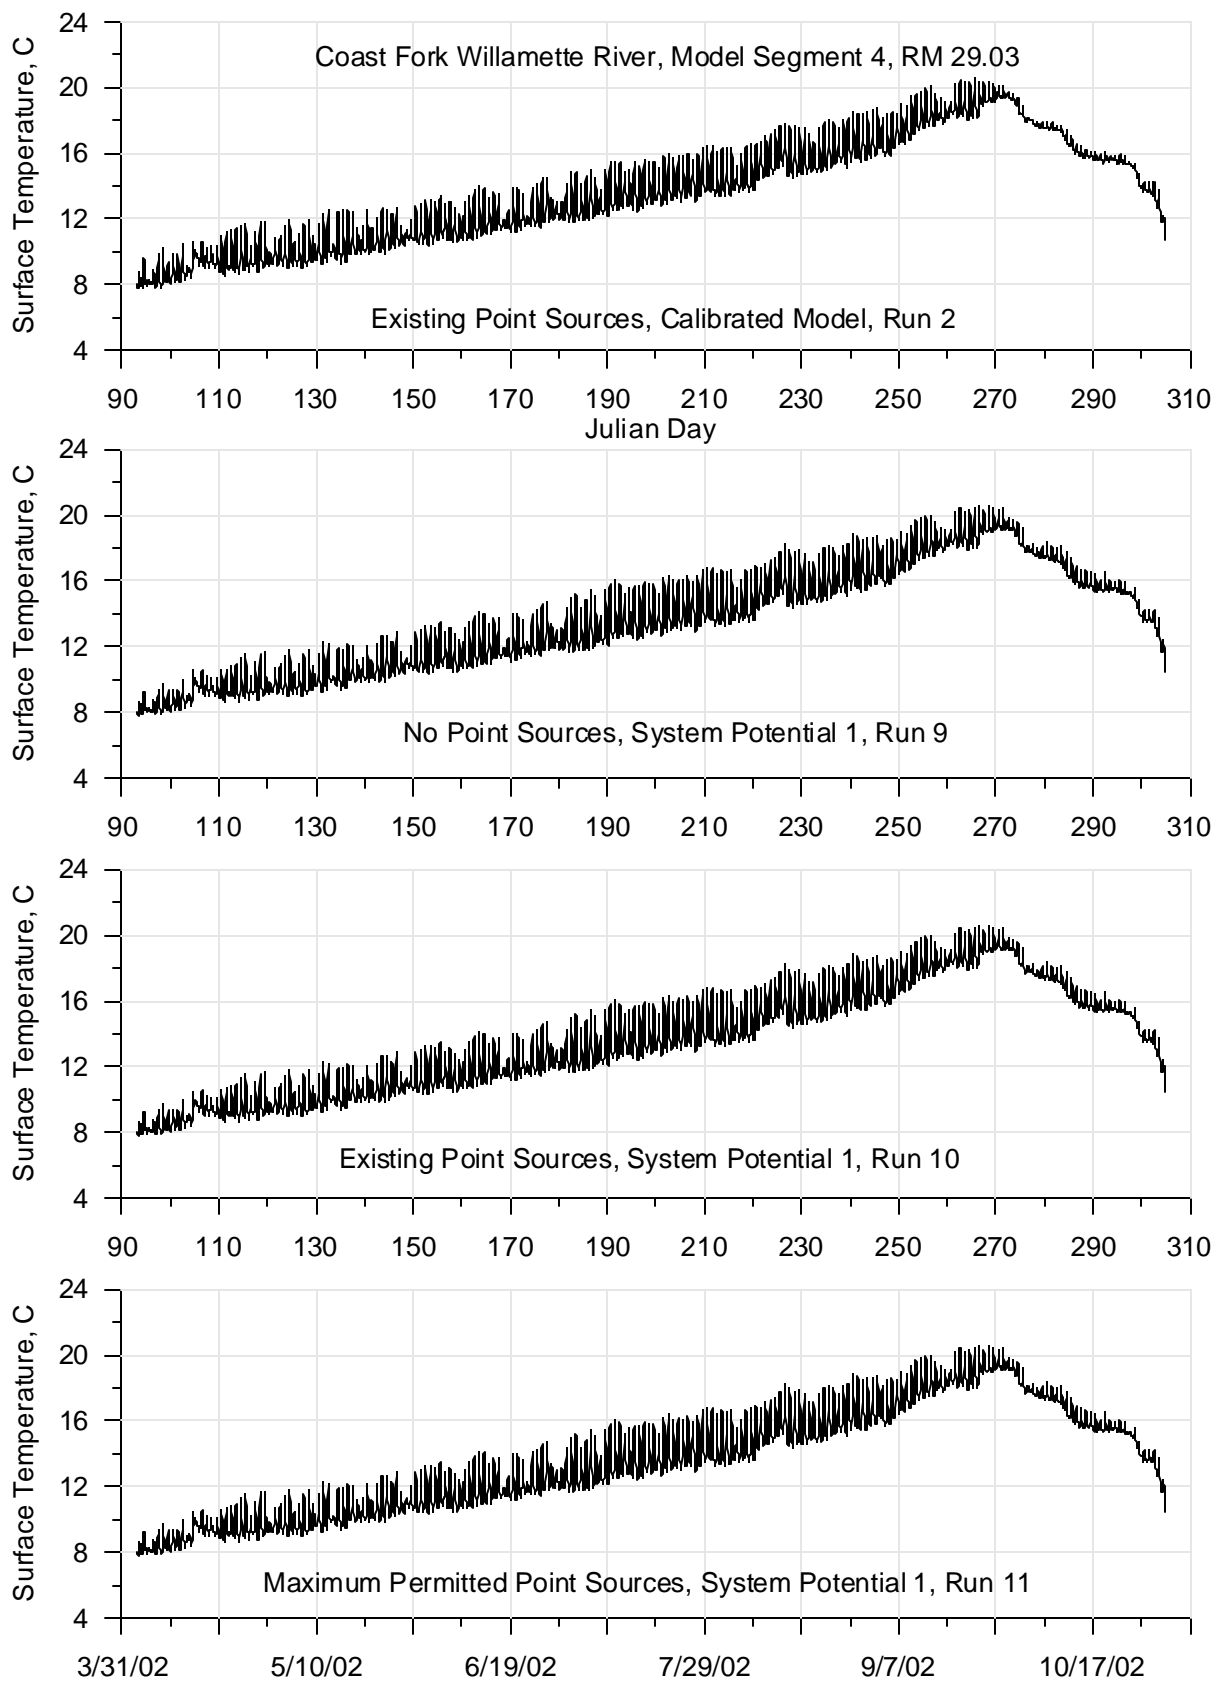 24
20
16
12
8
4
Surface Temperature, C
Coast Fork Willamette River, Model Segment 4, RM 29.03
Existing Point Sources, Calibrated Model, Run 2
90 110 130 150 170 190 210 230 250 270 290 310
Julian Day
24
20
16
12
8
4
Surface Temperature, C
No Point Sources, System Potential 1, Run 9
90 110 130 150 170 190 210 230 250 270 290 310
24
20
16
12
8
4
Surface Temperature, C
Existing Point Sources, System Potential 1, Run 10
90 110 130 150 170 190 210 230 250 270 290 310
24
20
16
12
8
4
Surface Temperature, C
Maximum Permitted Point Sources, System Potential 1, Run 11
3/31/02 5/10/02 6/19/02 7/29/02 9/7/02 10/17/02